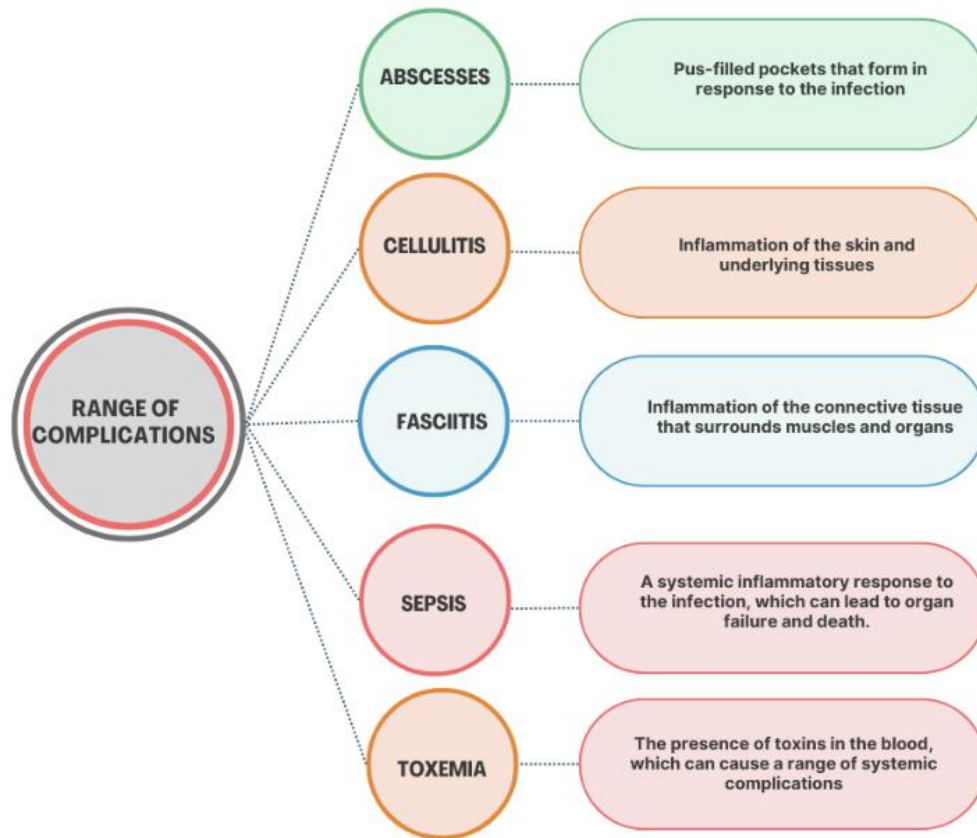 ABSCESSES
Pus-filled pockets that form in
response to the infection
CELLULITIS
Inflammation of the skin and
underlying tissues
RANGE OF
COMPLICATIONS
FASCIITIS
Inflammation of the connective tissue
that surrounds muscles and organs
SEPSIS
A systemic inflammatory response to
the infection, which can lead to organ
failure and death.
TOXEMIA
The presence of toxins in the blood,
which can cause a range of systemic
complications